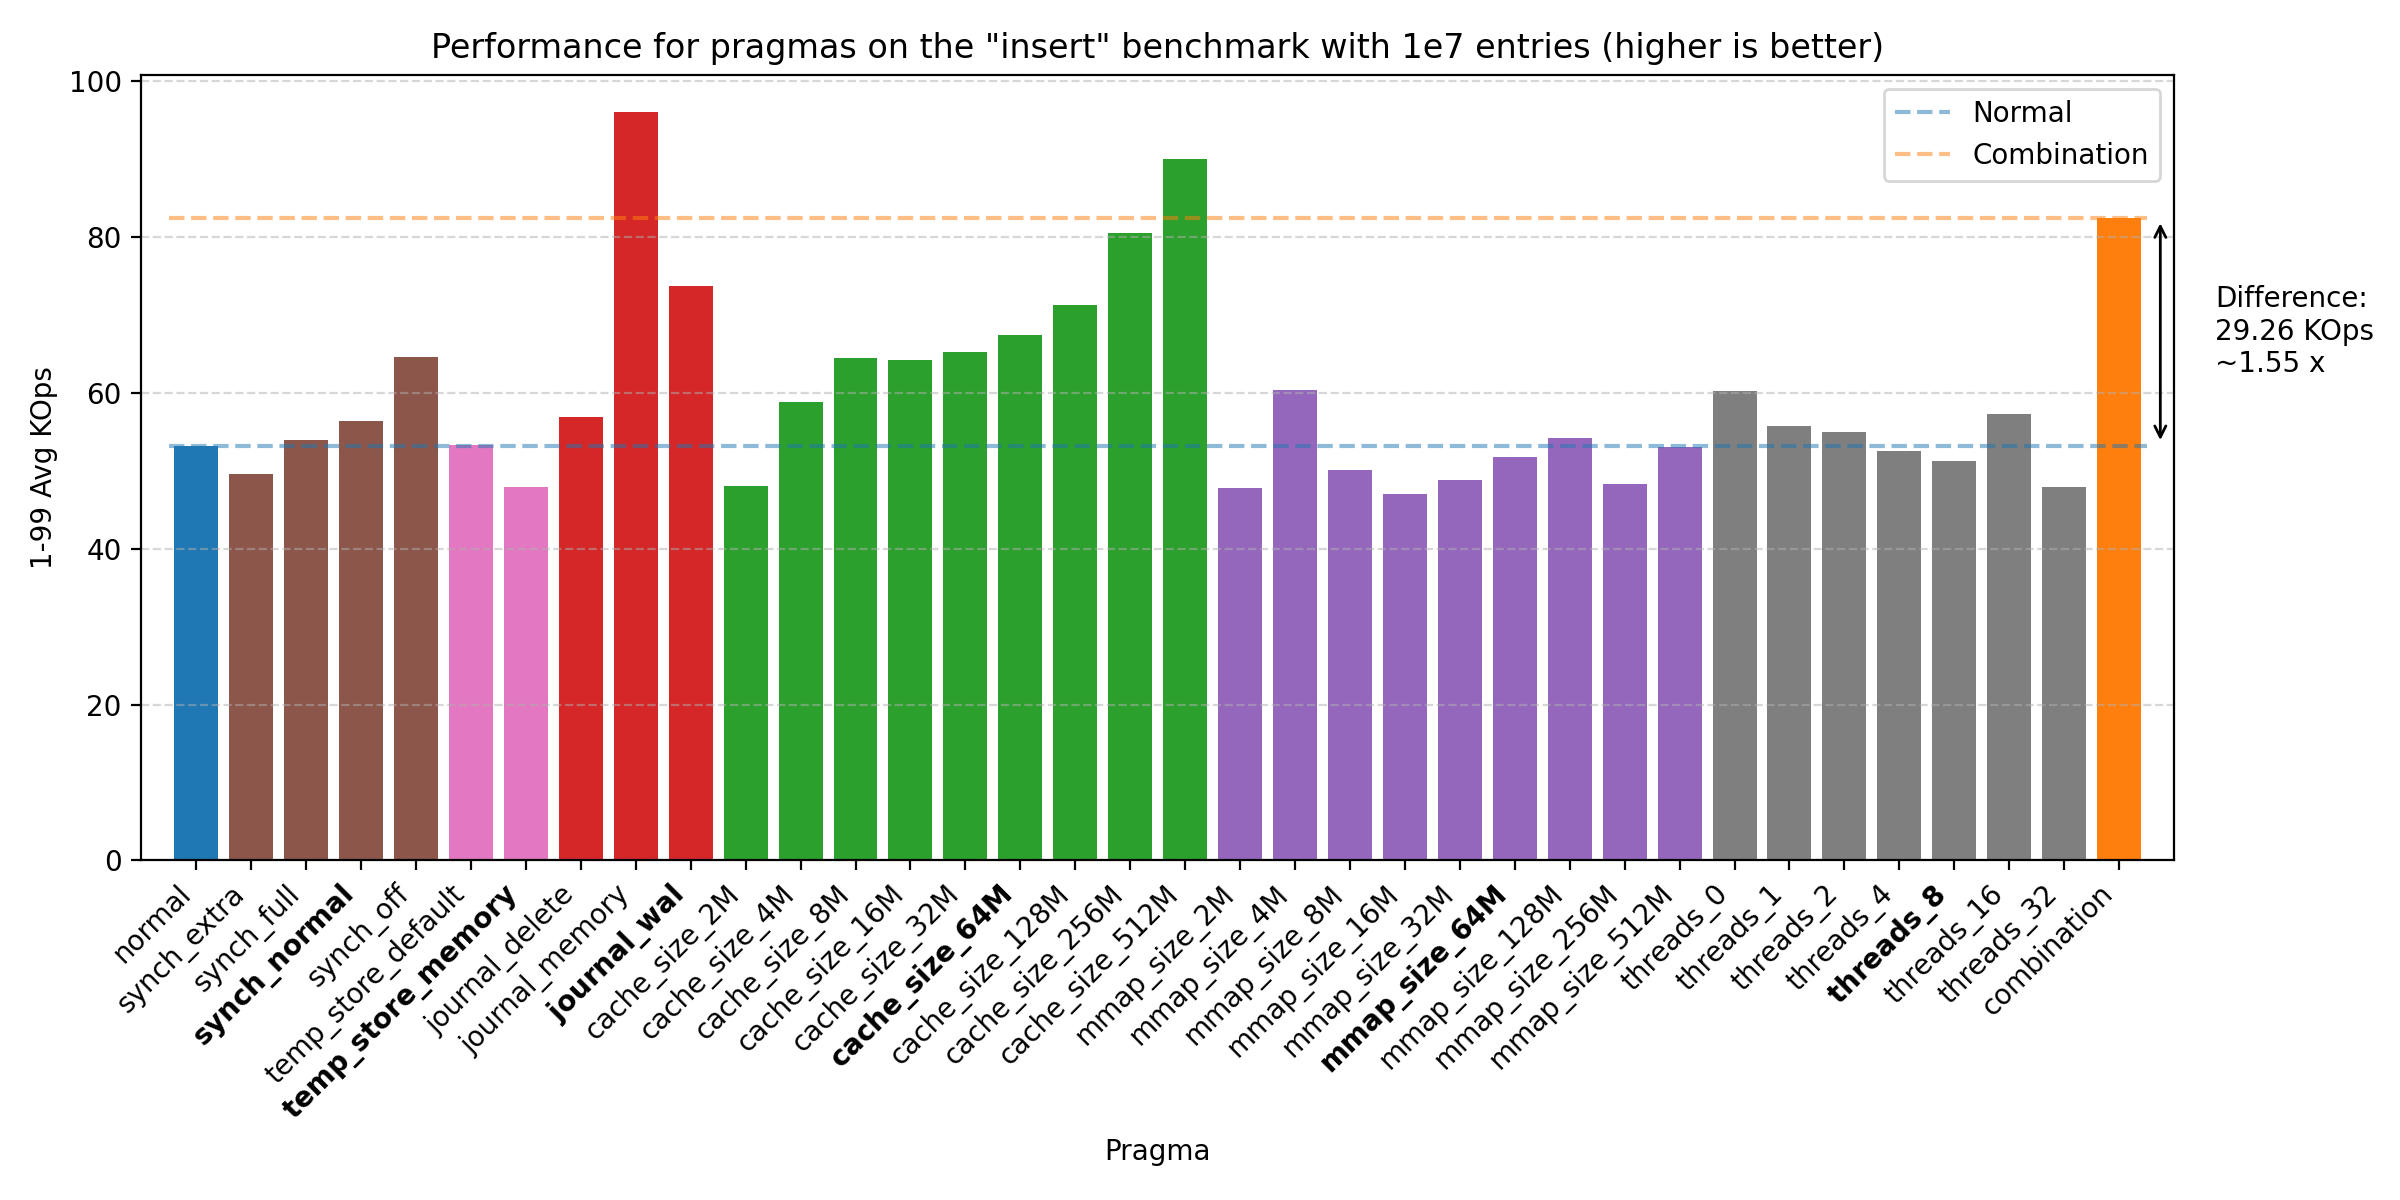 Performance for pragmas on the "insert" benchmark with 1e7 entries (higher is better)
100
80
60
40
20
0
1-99 Avg KOps
Normal
Combination
Difference:
29.26 KOps
~1.55 x
normal
synch_extra
synch_full
synch_normal
synch_off
temp_store_default
temp_store_memory
journal_delete
journal_memory
journal_wal
cache_size_2M
cache_size_4M
cache_size_8M
cache_size_16M
cache_size_32M
cache_size_64M
cache_size_128M
cache_size_256M
cache_size_512M
mmap_size_2M
mmap_size_4M
mmap_size_8M
mmap_size_16M
mmap_size_32M
mmap_size_64M
mmap_size_128M
mmap_size_256M
mmap_size_512M
threads_0
threads_1
threads_2
threads_4
threads_8
threads_16
threads_32
combination
Pragma